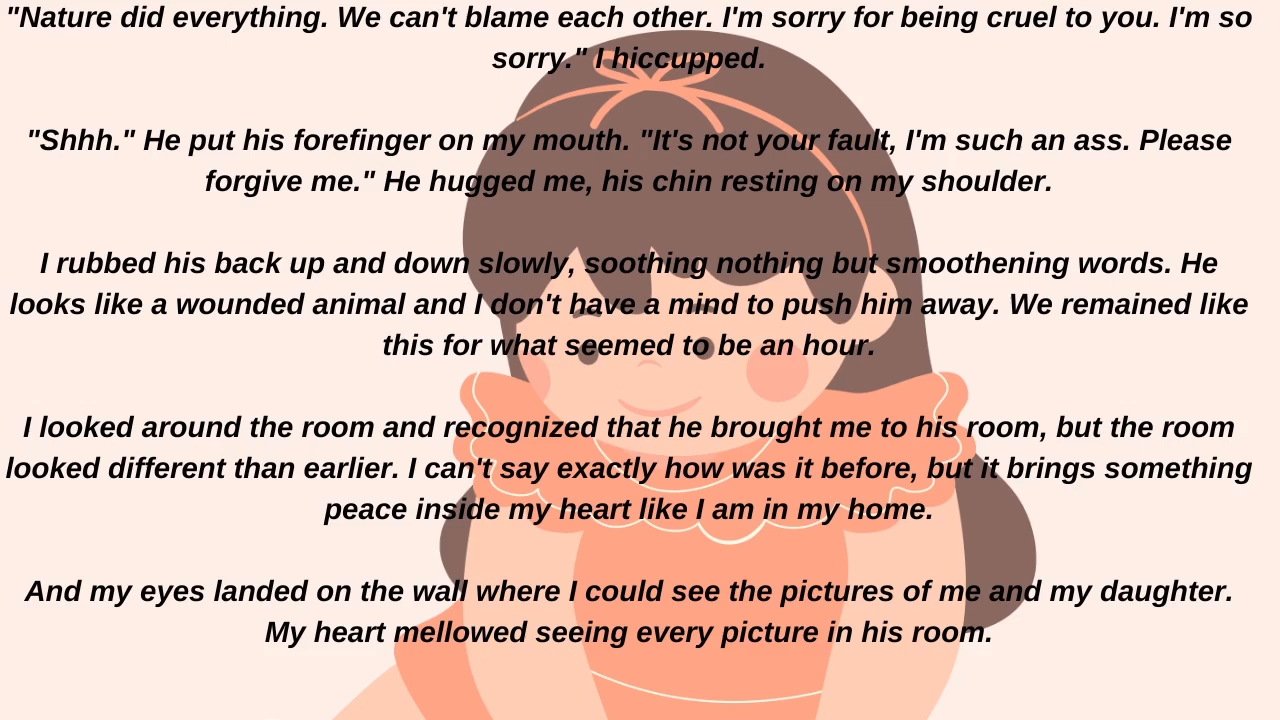 "Nature did everything. We can't blame each other. I'm sorry for being cruel to you. I'm so
sorry." I hiccupped.
"Shhh." He put his forefinger on my mouth. "It's not your fault, I'm such an ass. Please
forgive me." He hugged me, his chin resting on my shoulder.
I rubbed his back up and down slowly, soothing nothing but smoothening words. He
looks like a wounded animal and I don't have a mind to push him away. We remained like
this for what seemed to be an hour.
I looked around the room and recognized that he brought me to his room, but the room
looked different than earlier. I can't say exactly how was it before, but it brings something
peace inside my heart like I am in my home.
And my eyes landed on the wall where I could see the pictures of me and my daughter.
My heart mellowed seeing every picture in his room.